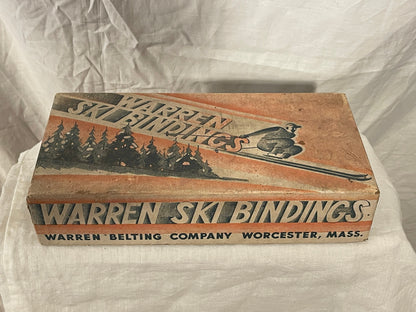 WARREN
SKI BINDINGS
WARREN SKI BINDINGS
WARREN BELTING COMPANY WORCESTER, MASS.